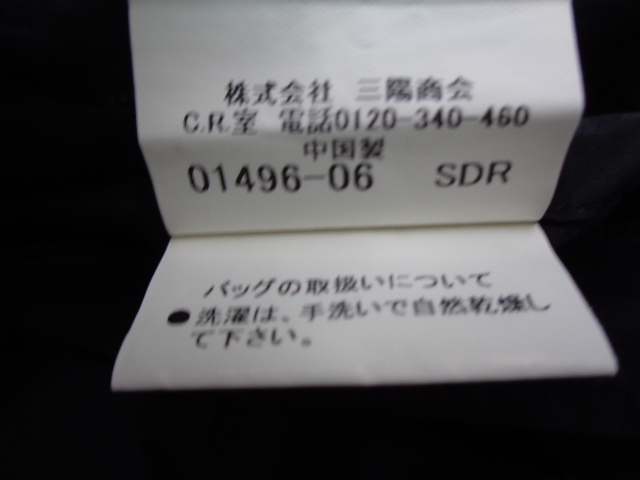 株式会社 三陽商会
C.R.室 電話0120-340-460
中国製
01496-06 SDR
バッグの取扱いについて
●洗濯は、手洗いで自然乾燥し
て下さい。